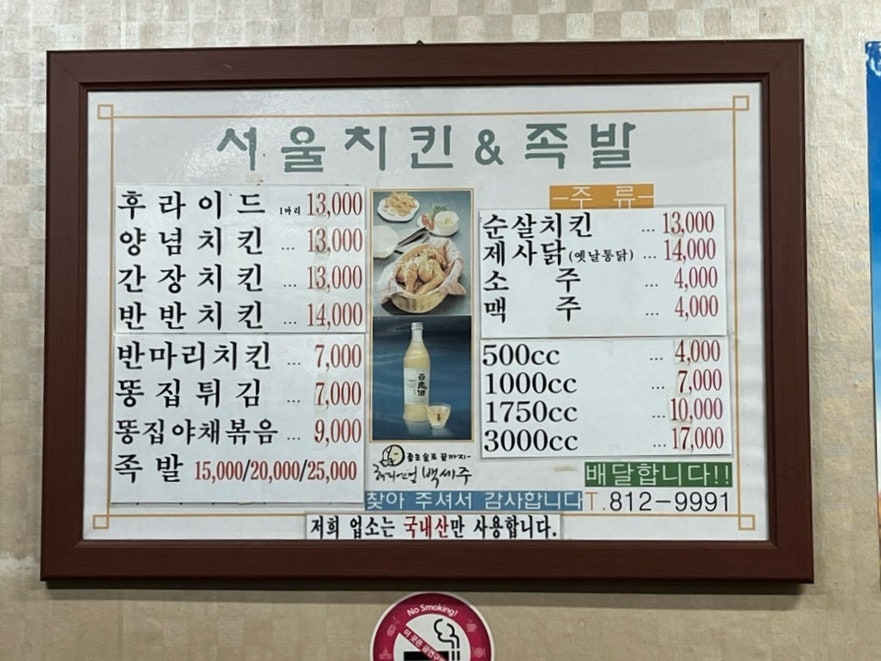 서울치킨&족발
후라이드 1마리 13,000
양념치킨 ... 13,000
간장치킨 ... 13,000
반반치킨 ... 14,000
반마리치킨 ... 7,000
똥집튀김 ... 7,000
똥집야채볶음 ... 9,000
족발 15,000/20,000/25,000
-주류-
순살치킨 ... 13,000
제사닭(옛날통닭) ... 14,000
소주 ... 4,000
맥주 ... 4,000
500cc ... 4,000
1000cc ... 7,000
1750cc ... 10,000
3000cc ... 17,000
백세주
배달합니다!!
찾아 주셔서 감사합니다 T.812-9991
저희 업소는 국내산만 사용합니다.
No Smoking!